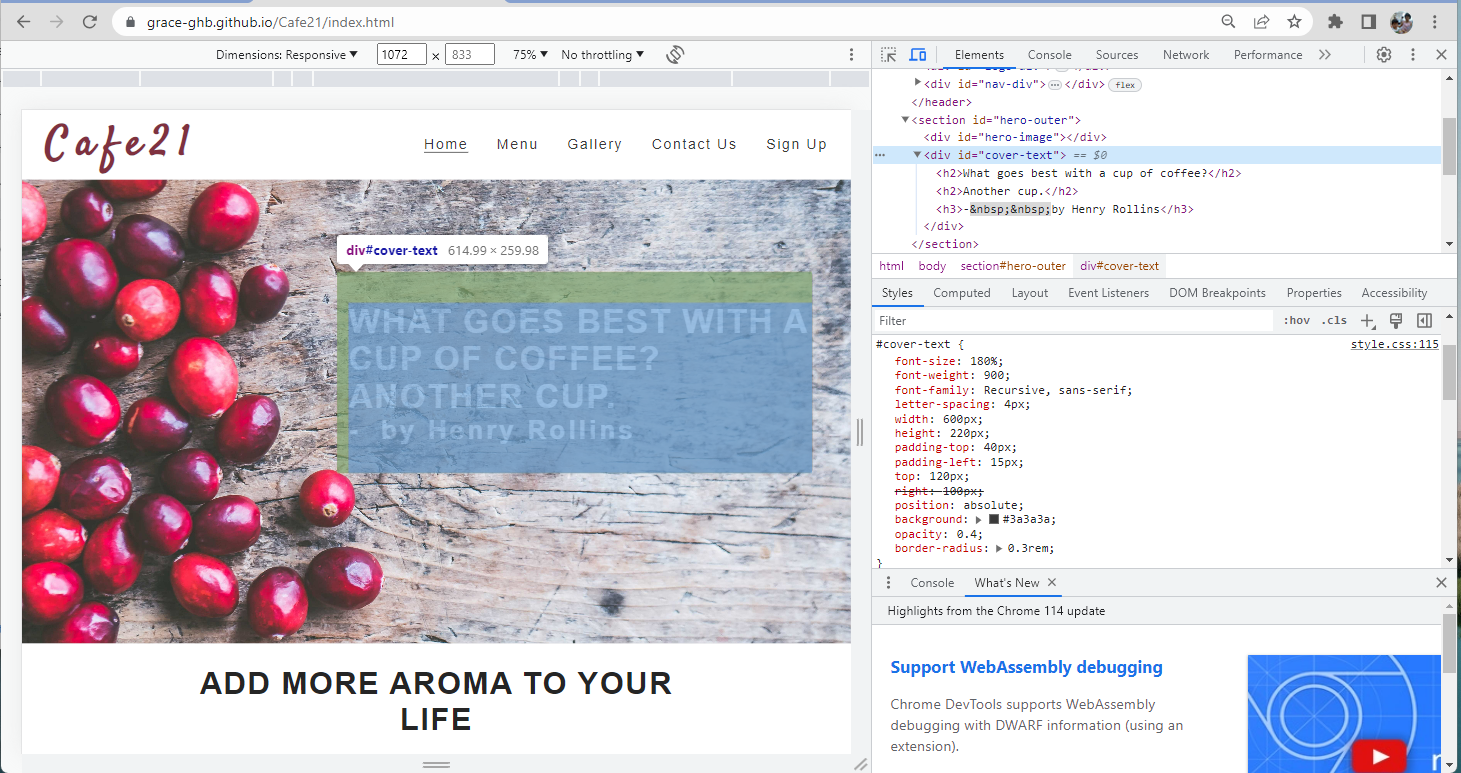 grace-ghb.github.io/Cafe21/index.html
Dimensions: Responsive 1072 x 833 75% No throttling
Elements Console Sources Network Performance
<div id="nav-div"> </div> flex
</header>
<section id="hero-outer">
<div id="hero-image"></div>
<div id="cover-text"> == $0
<h2>What goes best with a cup of coffee?</h2>
<h2>Another cup.</h2>
<h3>-&nbsp;&nbsp;by Henry Rollins</h3>
</div>
</section>
html body section#hero-outer div#cover-text
Styles Computed Layout Event Listeners DOM Breakpoints Properties Accessibility
Filter :hov .cls
#cover-text { style.css:115
font-size: 180%;
font-weight: 900;
font-family: Recursive, sans-serif;
letter-spacing: 4px;
width: 600px;
height: 220px;
padding-top: 40px;
padding-left: 15px;
top: 120px;
right: 100px;
position: absolute;
background: #3a3a3a;
opacity: 0.4;
border-radius: 0.3rem;
}
Console What's New
Highlights from the Chrome 114 update
Support WebAssembly debugging
Chrome DevTools supports WebAssembly
debugging with DWARF information (using an
extension).
Cafe21
Home Menu Gallery Contact Us Sign Up
div#cover-text 614.99 × 259.98
WHAT GOES BEST WITH A
CUP OF COFFEE?
ANOTHER CUP.
- by Henry Rollins
ADD MORE AROMA TO YOUR
LIFE